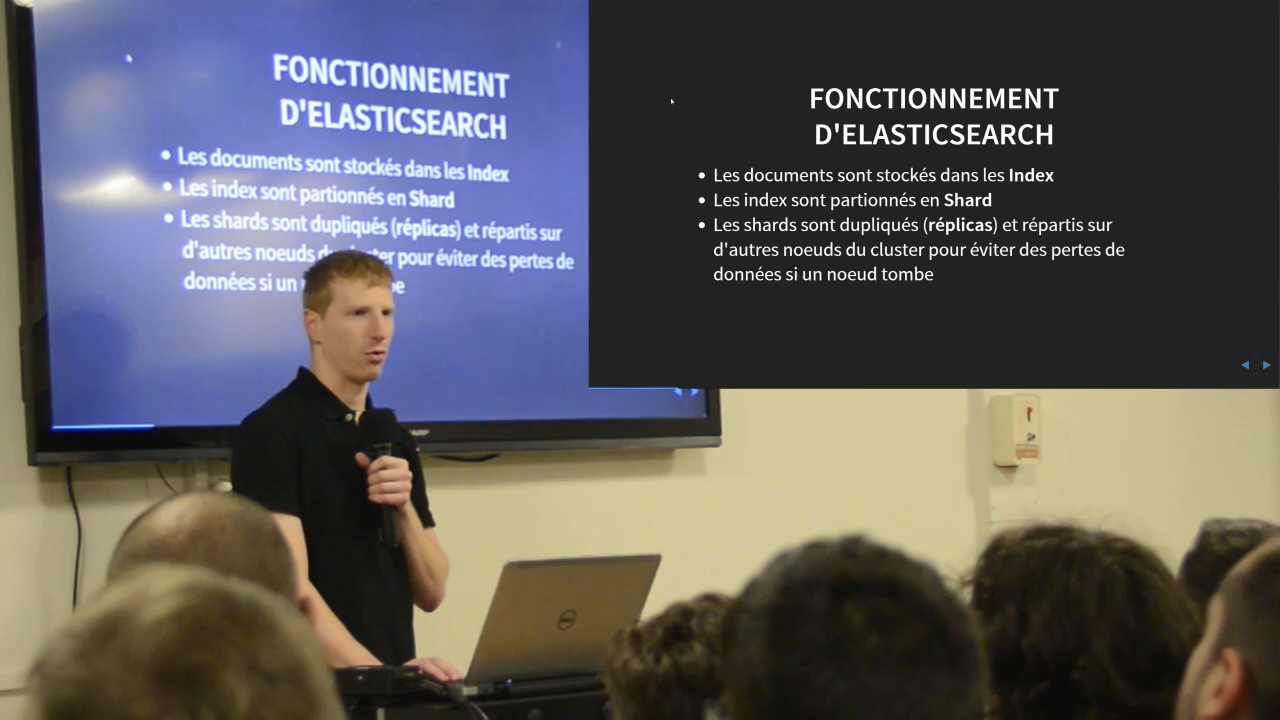 FONCTIONNEMENT
D'ELASTICSEARCH
Les documents sont stockés dans les Index
Les index sont partionnés en Shard
Les shards sont dupliqués (réplicas) et répartis sur
d'autres noeuds du cluster pour éviter des pertes de
données si un
FONCTIONNEMENT
D'ELASTICSEARCH
Les documents sont stockés dans les Index
Les index sont partionnés en Shard
Les shards sont dupliqués (réplicas) et répartis sur
d'autres noeuds du cluster pour éviter des pertes de
données si un noeud tombe
DELL